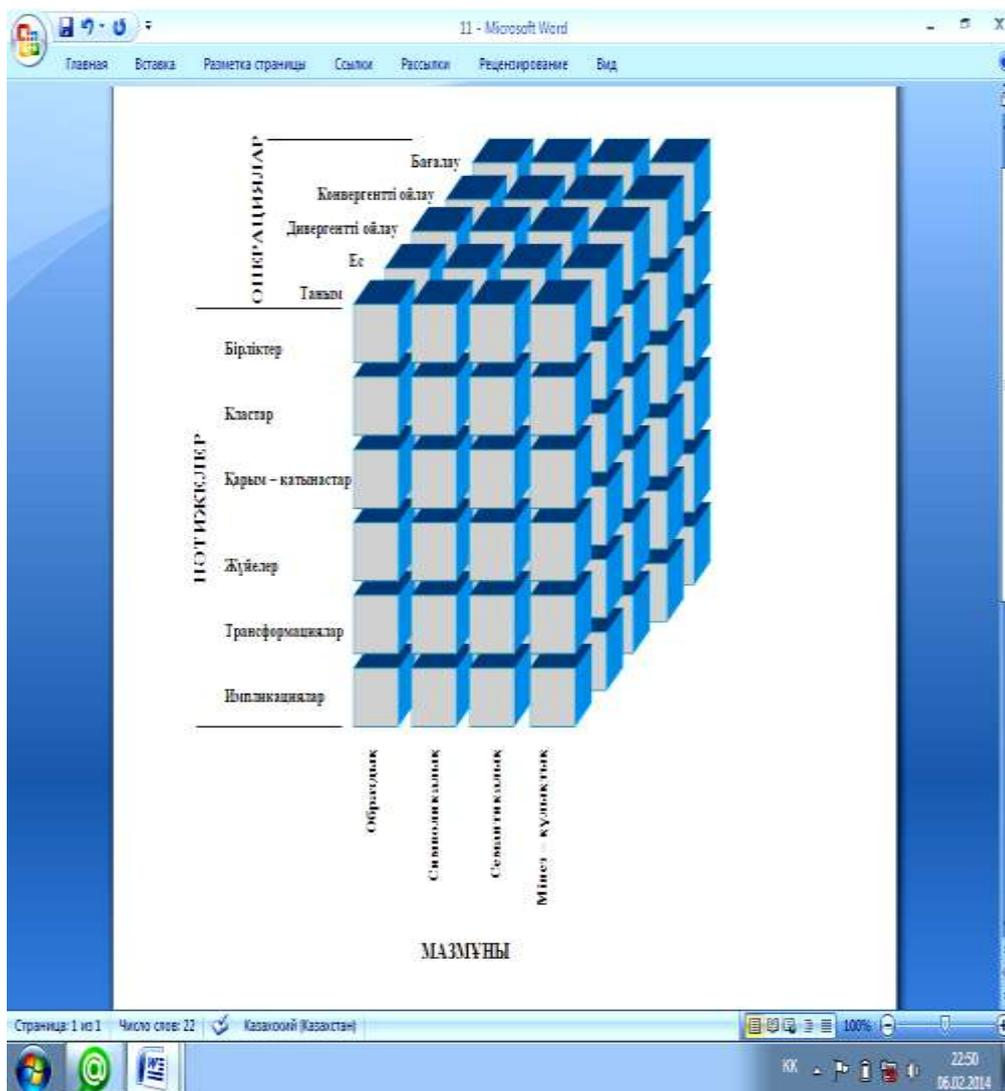 11 - Microsoft Word
Главная Вставка Разметка страницы Ссылки Рассылки Рецензирование Вид
ОПЕРАЦИЯЛАР
Бағалау
Конвергентті ойлау
Дивергентті ойлау
Ес
Таным
НӘТИЖЕЛЕР
Бірліктер
Кластар
Қарым – катынастар
Жүйелер
Трансформациялар
Импликациялар
Образдық
Символикалық
Семантикалық
Мінез – құлықтық
МАЗМҰНЫ
Страница: 1 из 1 Число слов: 22 Казахский (Казахстан) 100%
KK 22:50
06.02.2014